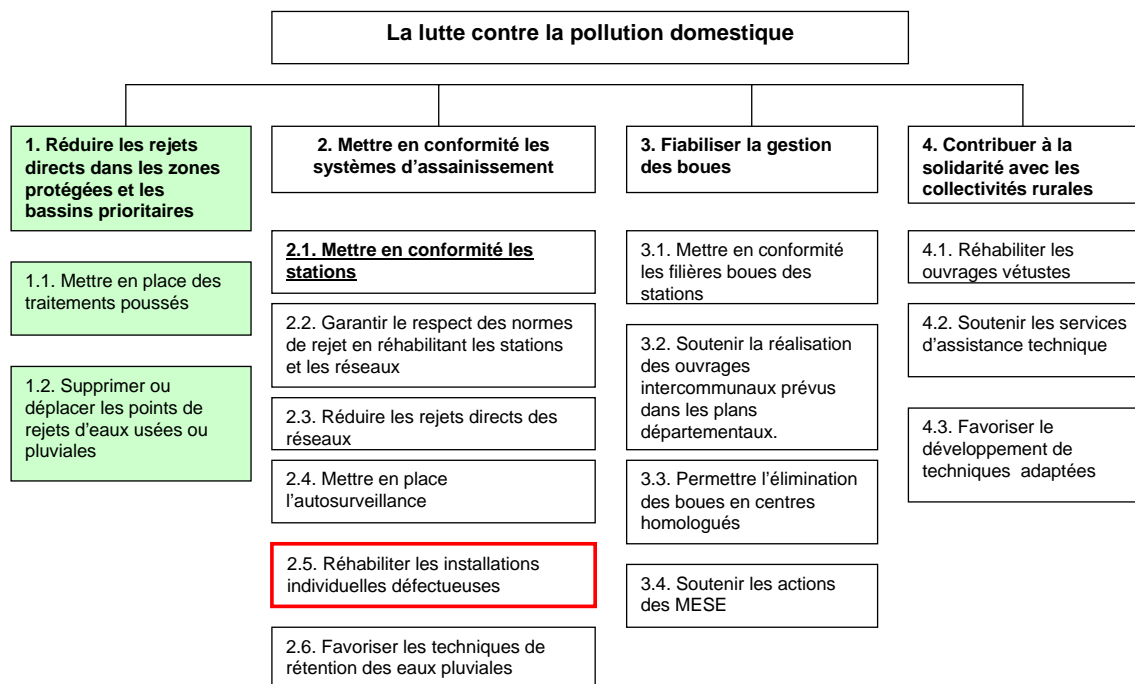 La lutte contre la pollution domestique
1. Réduire les rejets
directs dans les zones
protégées et les
bassins prioritaires
1.1. Mettre en place des
traitements poussés
1.2. Supprimer ou
déplacer les points de
rejets d'eaux usées ou
pluviales
2. Mettre en conformité les
systèmes d'assainissement
2.1. Mettre en conformité les
stations
2.2. Garantir le respect des normes
de rejet en réhabilitant les stations
et les réseaux
2.3. Réduire les rejets directs des
réseaux
2.4. Mettre en place
l'autosurveillance
2.5. Réhabiliter les installations
individuelles défectueuses
2.6. Favoriser les techniques de
rétention des eaux pluviales
3. Fiabiliser la gestion
des boues
3.1. Mettre en conformité
les filières boues des
stations
3.2. Soutenir la réalisation
des ouvrages
intercommunaux prévus
dans les plans
départementaux.
3.3. Permettre l'élimination
des boues en centres
homologués
3.4. Soutenir les actions
des MESE
4. Contribuer à la
solidarité avec les
collectivités rurales
4.1. Réhabiliter les
ouvrages vétustes
4.2. Soutenir les services
d'assistance technique
4.3. Favoriser le
développement de
techniques adaptées